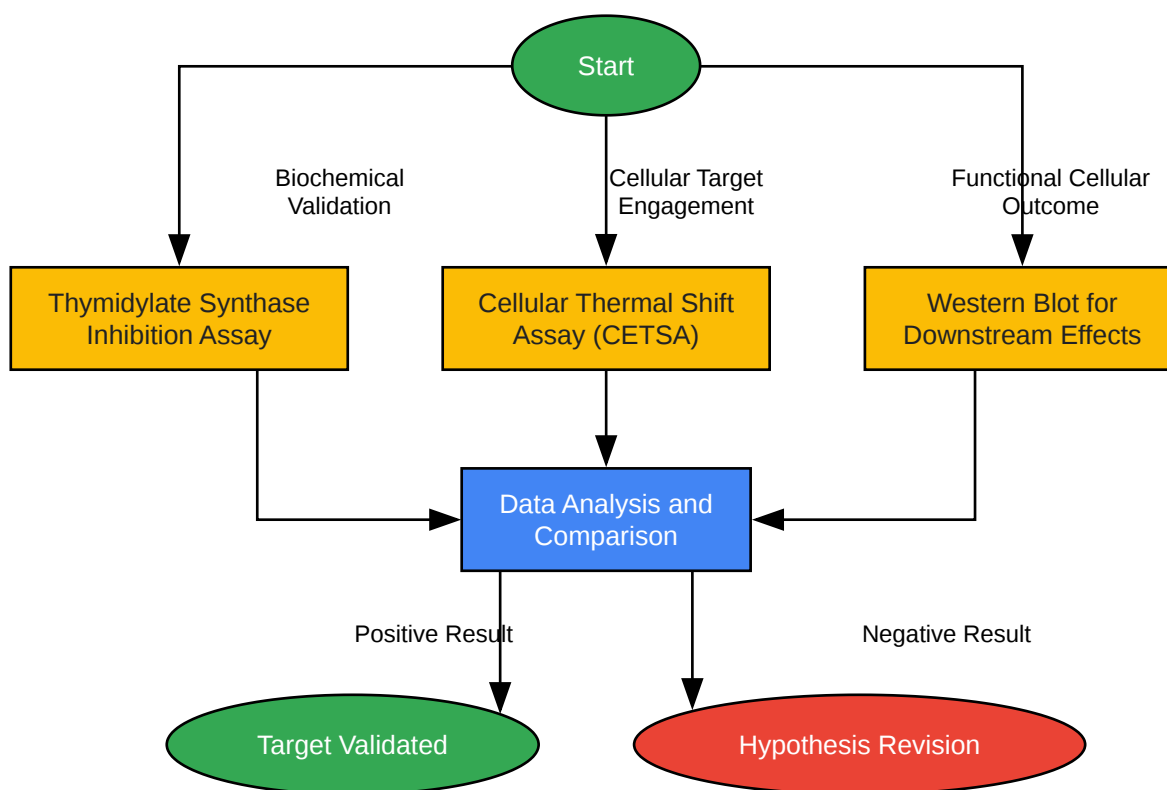 Start
Biochemical
Validation
Cellular Target
Engagement
Functional Cellular
Outcome
Thymidylate Synthase
Inhibition Assay
Cellular Thermal Shift
Assay (CETSA)
Western Blot for
Downstream Effects
Data Analysis and
Comparison
Positive Result
Negative Result
Target Validated
Hypothesis Revision